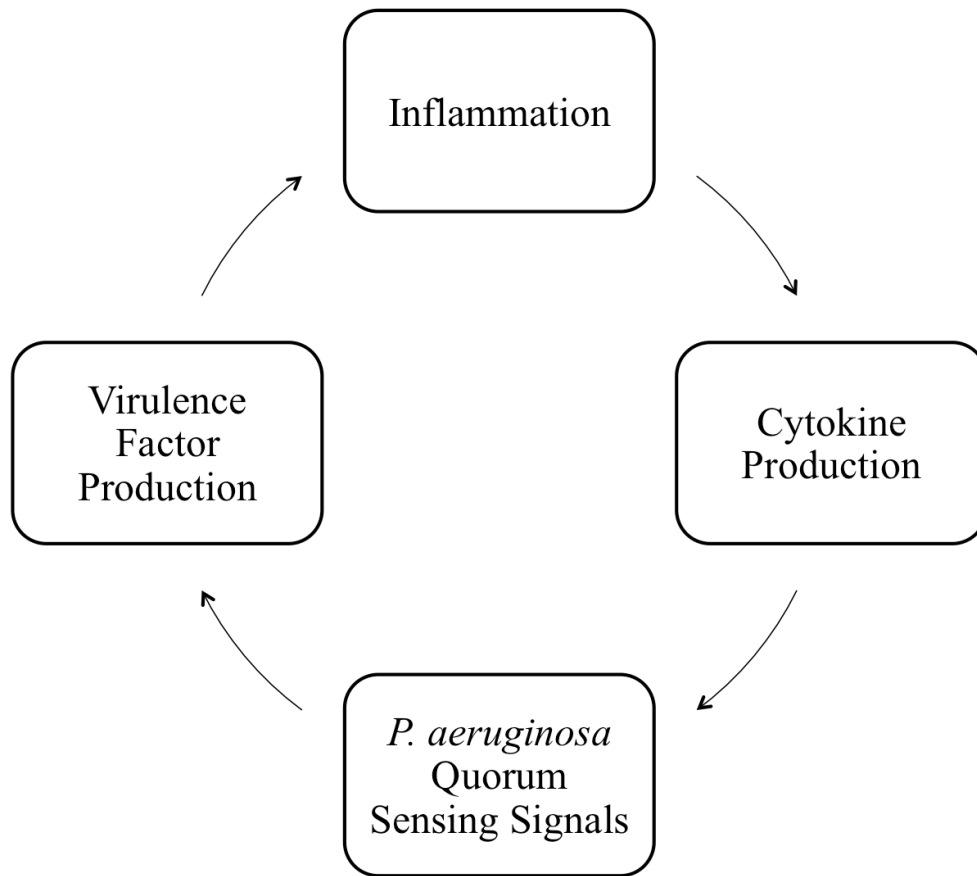 Inflammation
Cytokine
Production
P. aeruginosa
Quorum
Sensing Signals
Virulence
Factor
Production